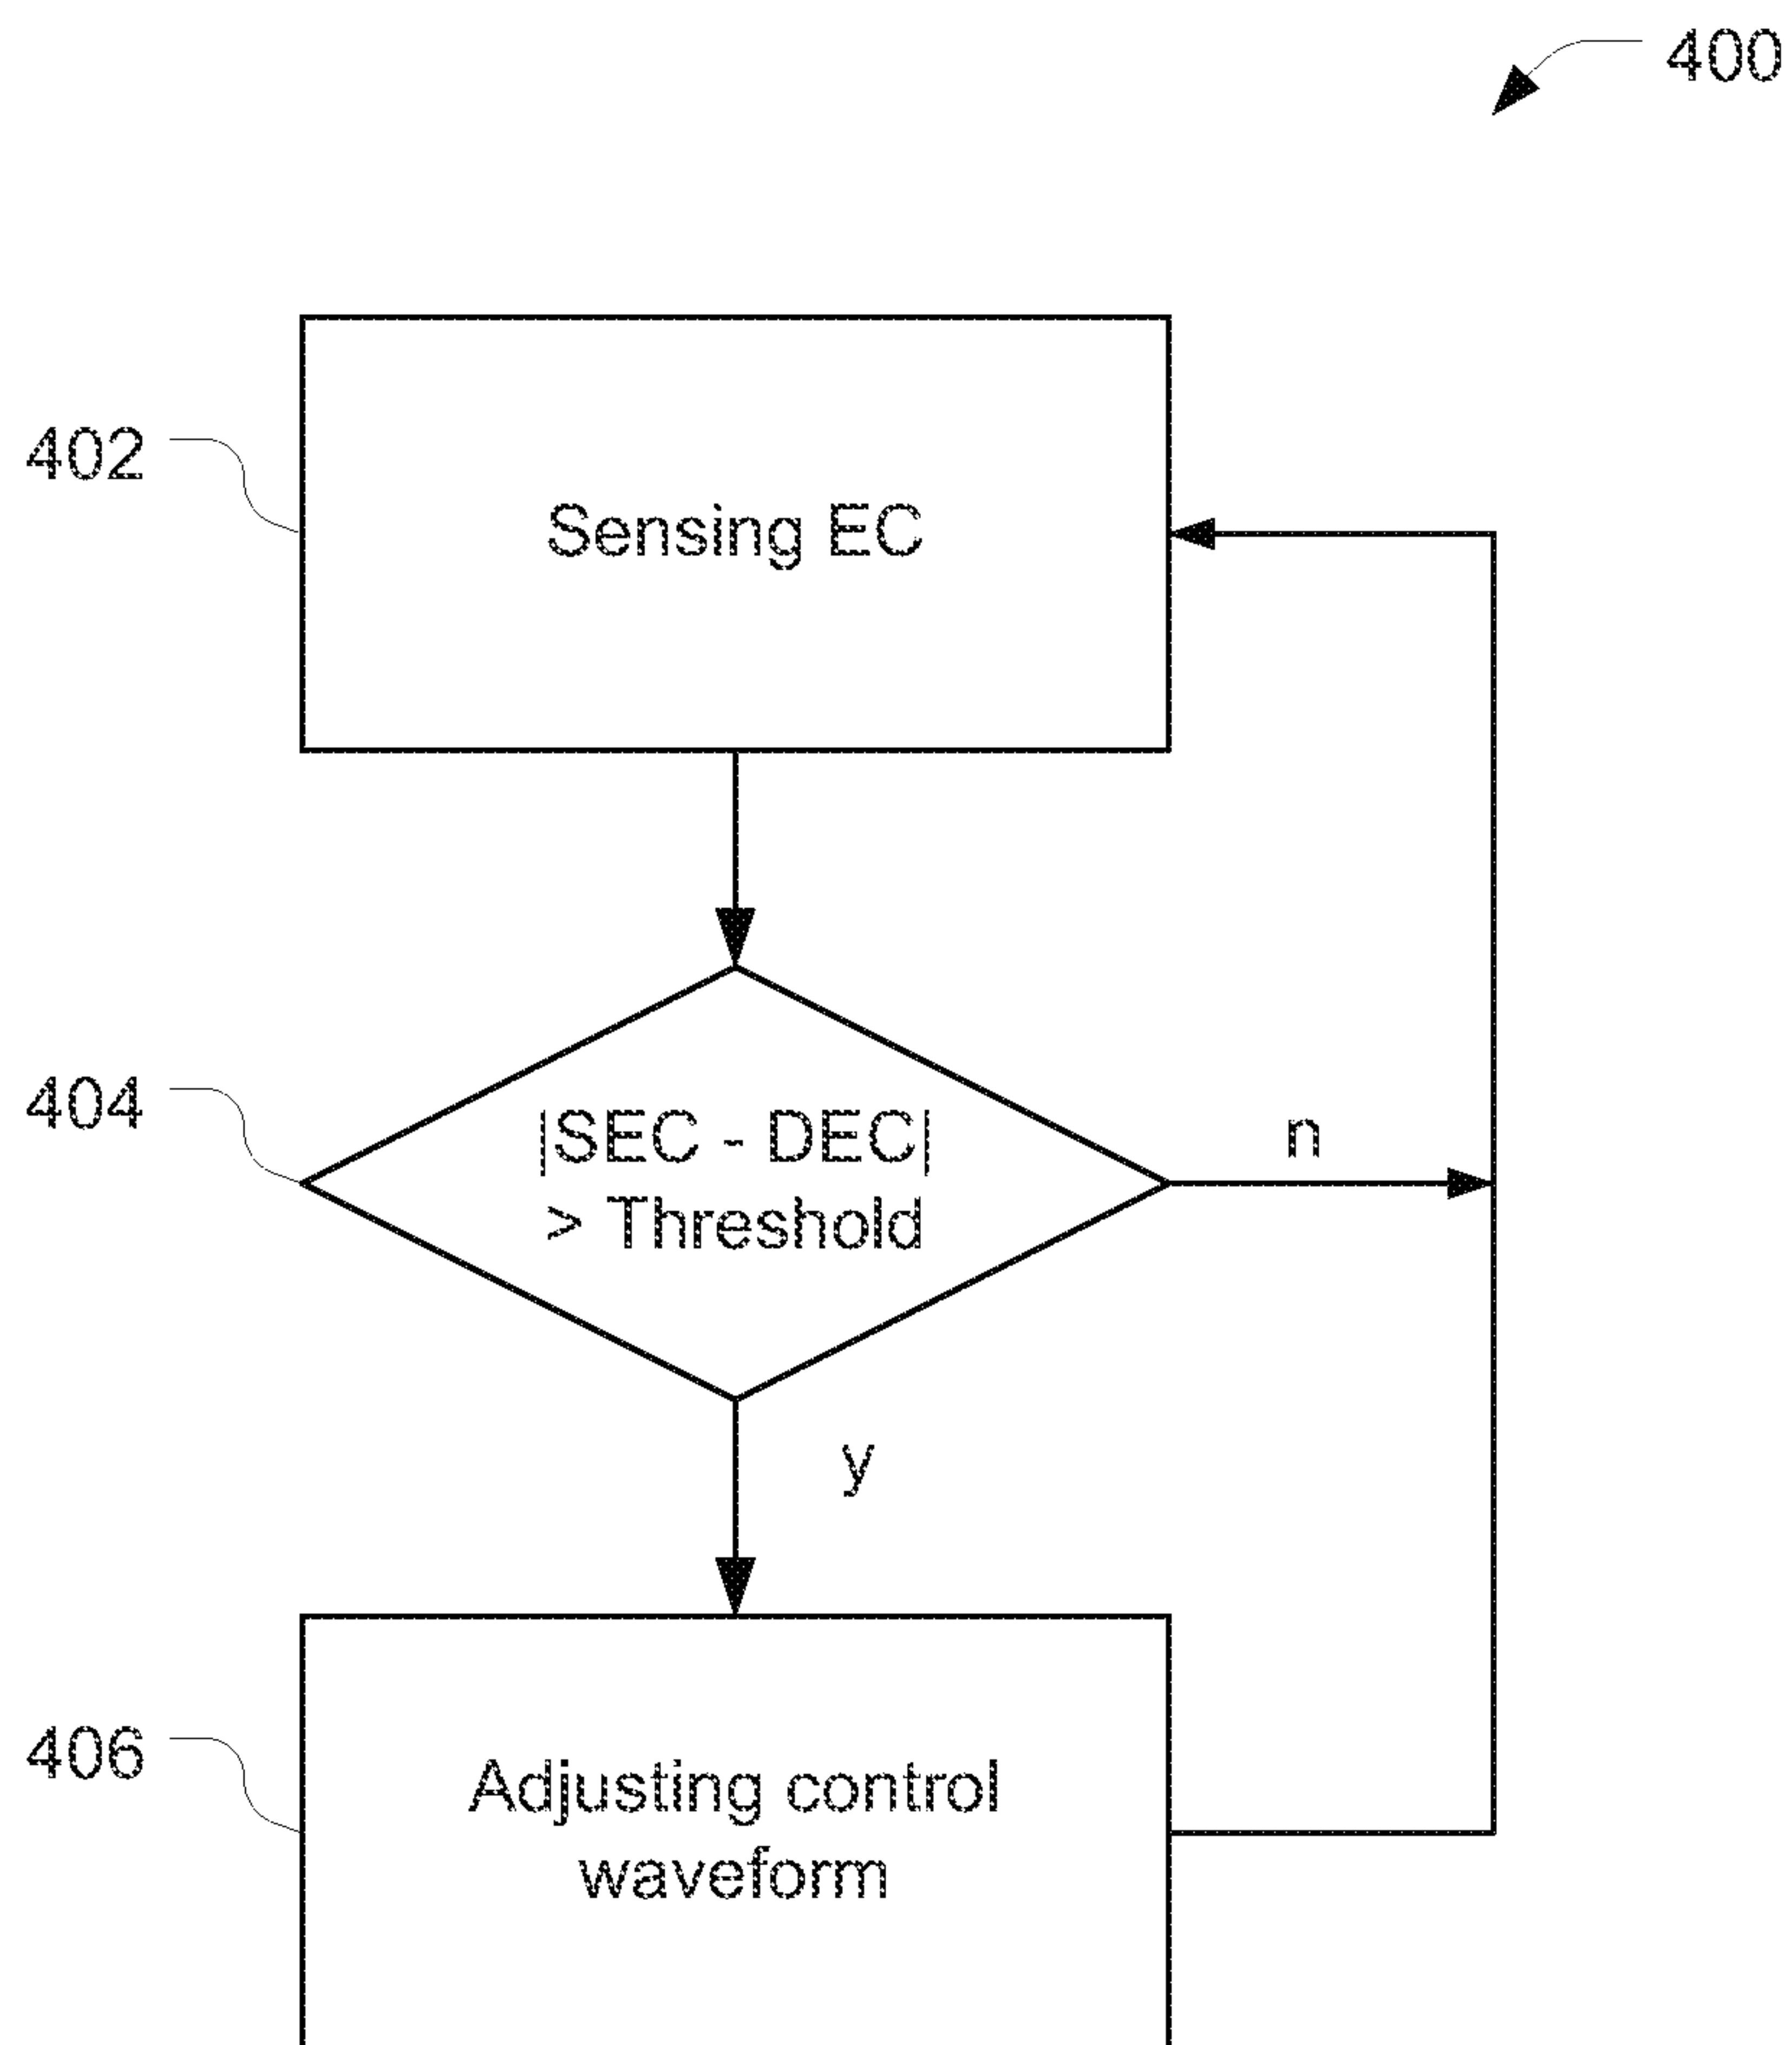 400
402
Sensing EC
404
|SEC - DEC|
> Threshold
n
y
406
Adjusting control
waveform